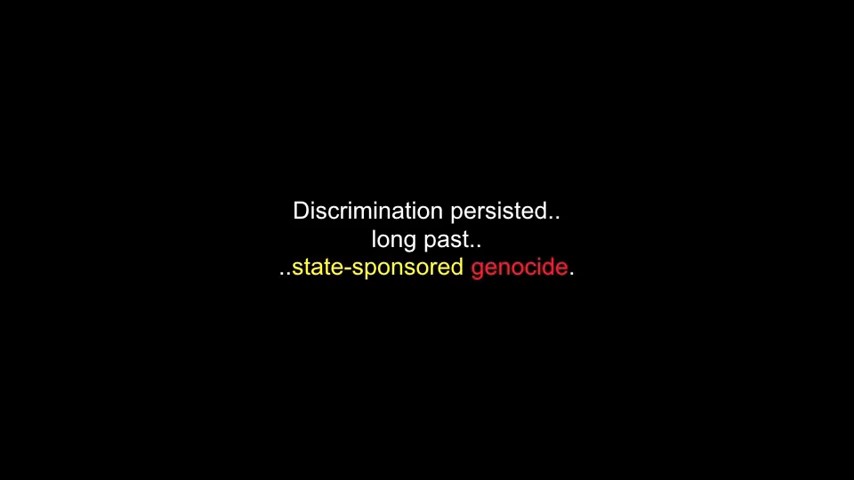 Discrimination persisted..
long past..
..state-sponsored genocide.